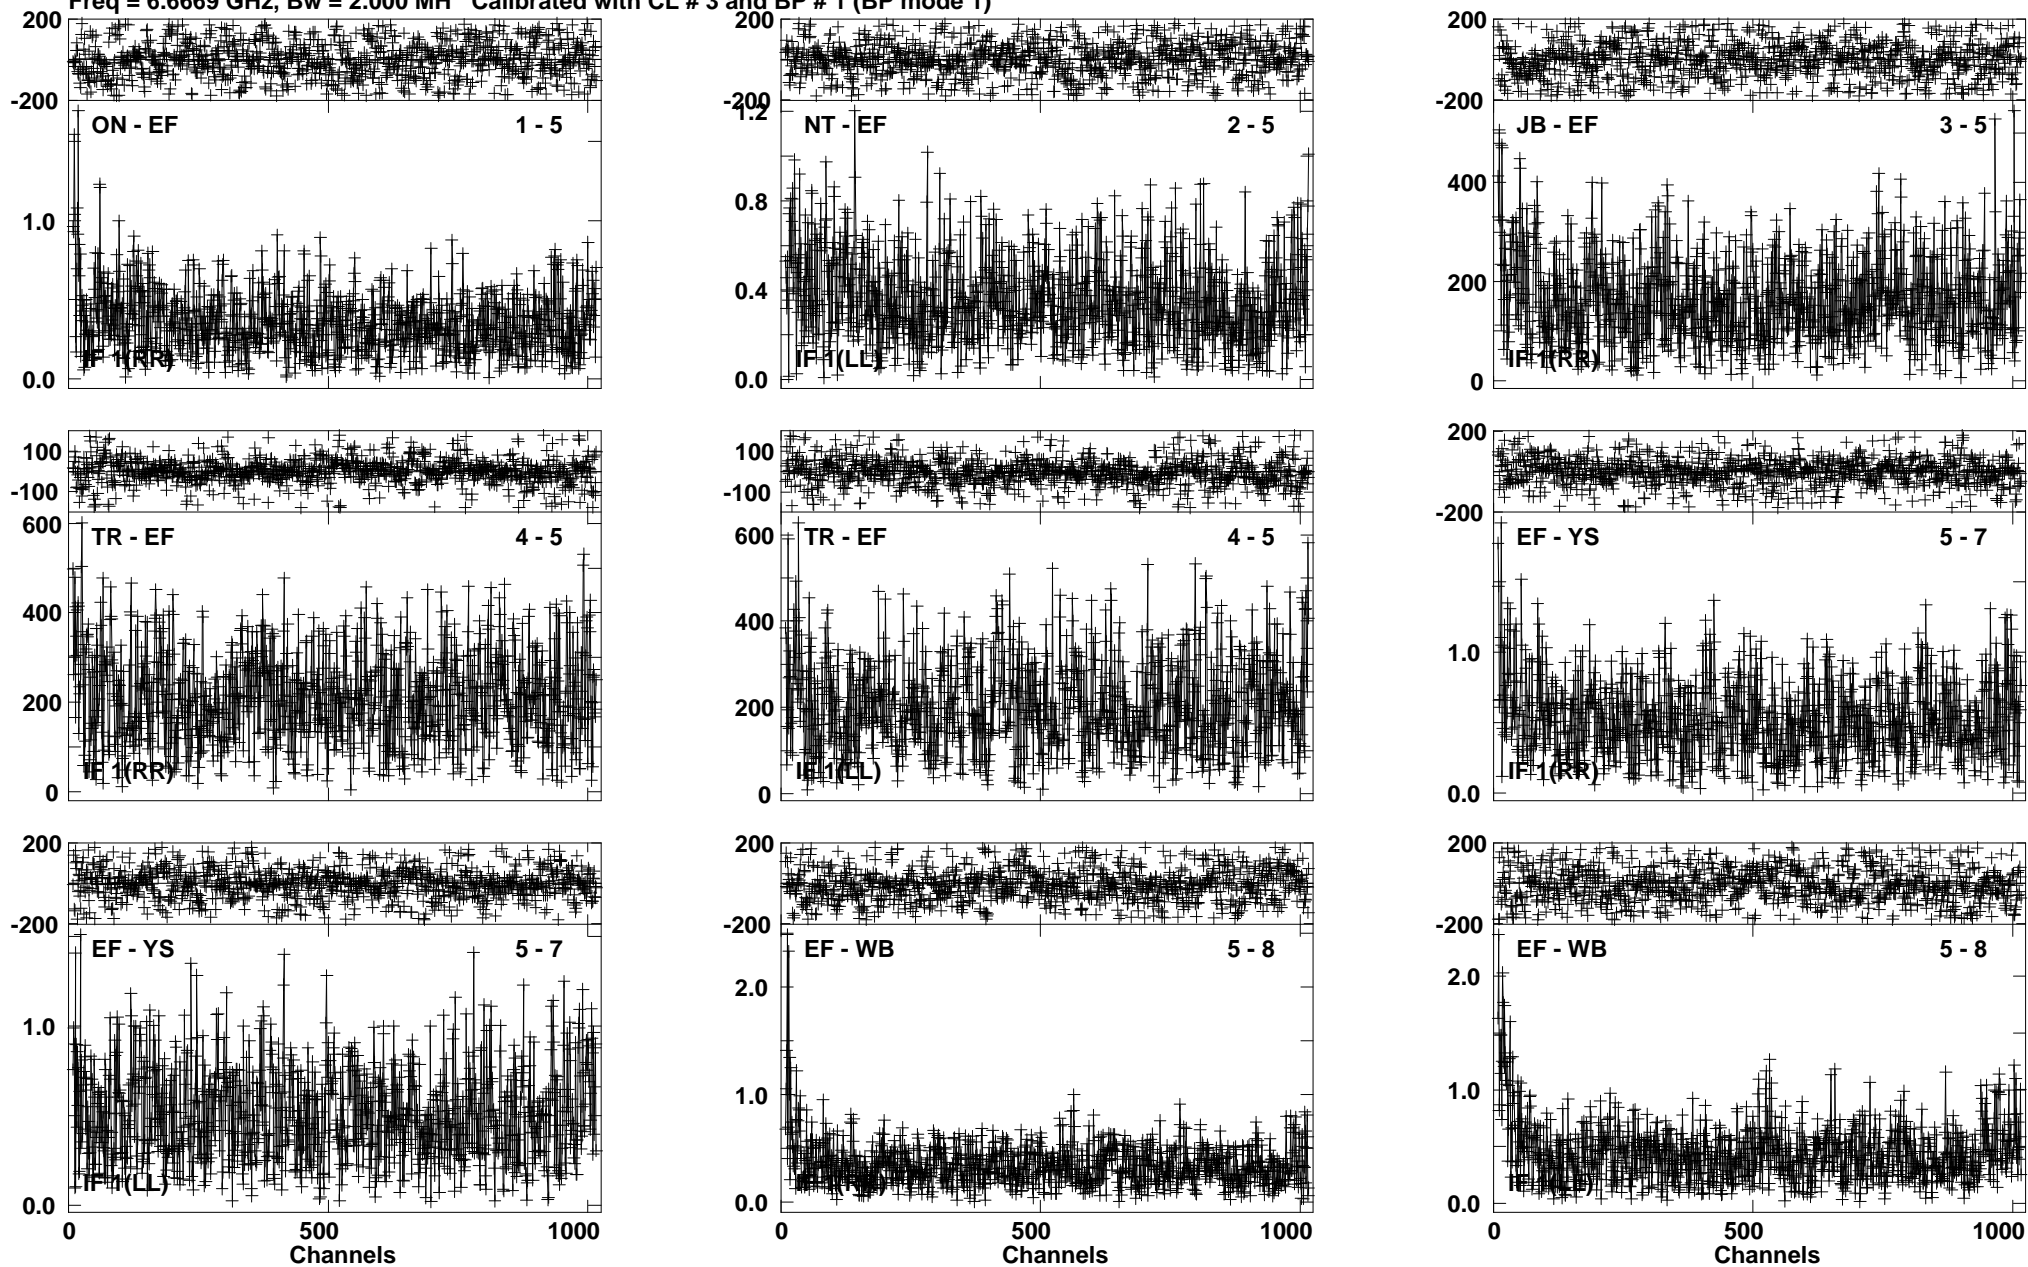 Freq = 6.6669 GHz, Bw = 2.000 MH Calibrated with CL # 3 and BP # 1 (BP mode 1)
200
-200
ON - EF 1 - 5
1.0
0.0
IF 1(RR)
200
-200
1.2
NT - EF 2 - 5
0.8
0.4
0.0
IF 1(LL)
200
-200
JB - EF 3 - 5
400
200
0
IF 1(RR)
100
-100
600
TR - EF 4 - 5
400
200
0
IF 1(RR)
100
-100
600
TR - EF 4 - 5
400
200
0
IF 1(LL)
200
-200
EF - YS 5 - 7
1.0
0.0
IF 1(RR)
200
-200
EF - YS 5 - 7
1.0
0.0
IF 1(LL)
0 500 1000
Channels
200
-200
EF - WB 5 - 8
2.0
1.0
0.0
0 500 1000
Channels
200
-200
EF - WB 5 - 8
2.0
1.0
0.0
0 500 1000
Channels